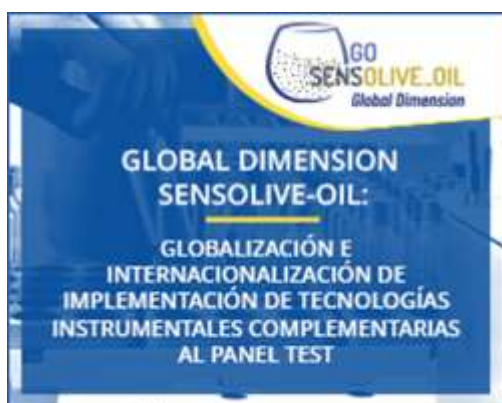 GO
SENSOLIVE_OIL
Global Dimension
GLOBAL DIMENSION
SENSOLIVE-OIL:
GLOBALIZACIÓN E
INTERNACIONALIZACIÓN DE
IMPLEMENTACIÓN DE TECNOLOGÍAS
INSTRUMENTALES COMPLEMENTARIAS
AL PANEL TEST